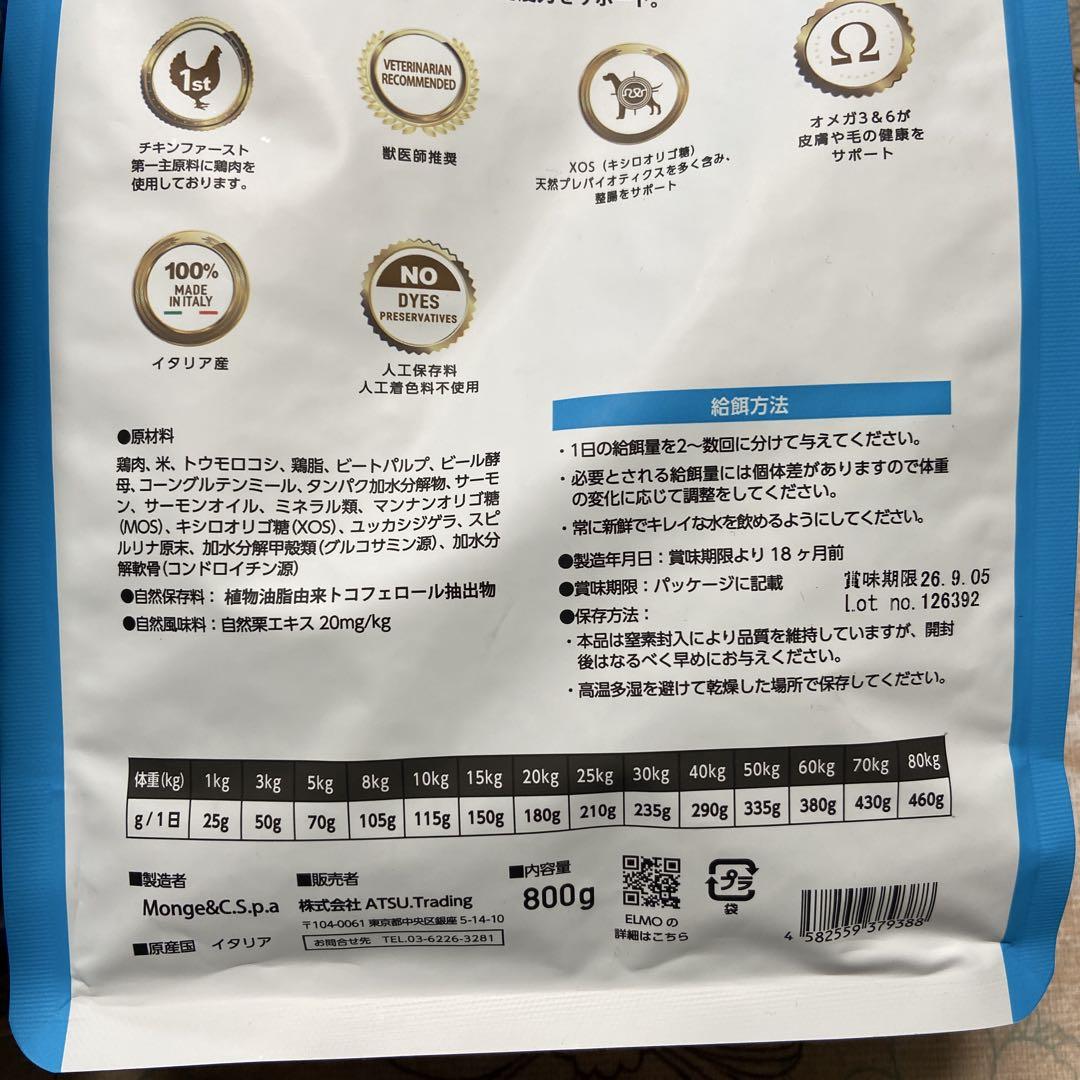 1st
チキンファースト
第一主原料に鶏肉を
使用しております。
VETERINARIAN
RECOMMENDED
獣医師推奨
XOS（キシロオリゴ糖）
天然プレバイオティクスを多く含み、
整腸をサポート
Ω
オメガ3＆6が
皮膚や毛の健康を
サポート
100%
MADE
IN ITALY
イタリア産
NO
DYES
PRESERVATIVES
人工保存料
人工着色料不使用
●原材料
鶏肉、米、トウモロコシ、鶏脂、ビートパルプ、ビール酵
母、コーングルテンミール、タンパク加水分解物、サーモ
ン、サーモンオイル、ミネラル類、マンナンオリゴ糖
(MOS)、キシロオリゴ糖(XOS)、ユッカシジゲラ、スピ
ルリナ原末、加水分解甲殻類（グルコサミン源）、加水分
解軟骨（コンドロイチン源）
●自然保存料：植物油脂由来トコフェロール抽出物
●自然風味料：自然栗エキス 20mg/kg
給餌方法
・1日の給餌量を2～数回に分けて与えてください。
・必要とされる給餌量には個体差がありますので体重
の変化に応じて調整をしてください。
・常に新鮮でキレイな水を飲めるようにしてください。
●製造年月日：賞味期限より 18 ヶ月前
●賞味期限：パッケージに記載
賞味期限26.9.05
Lot no.126392
●保存方法：
・本品は窒素封入により品質を維持していますが、開封
後はなるべく早めにお与えください。
・高温多湿を避けて乾燥した場所で保存してください。
体重(kg) 1kg 3kg 5kg 8kg 10kg 15kg 20kg 25kg 30kg 40kg 50kg 60kg 70kg 80kg
g/1日 25g 50g 70g 105g 115g 150g 180g 210g 235g 290g 335g 380g 430g 460g
■製造者
Monge&C.S.p.a
■原産国 イタリア
■販売者
株式会社 ATSU.Trading
〒104-0061 東京都中央区銀座 5-14-10
お問合せ先 TEL.03-6226-3281
■内容量
800g
ELMO の
詳細はこちら
プラ
袋
4 582559 379388